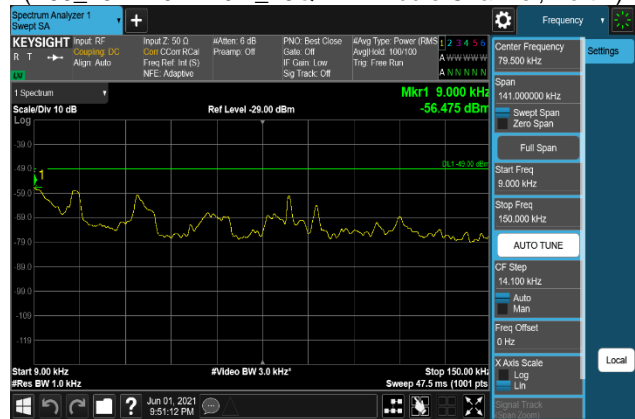 Spectrum Analyzer 1
Swept SA
Frequency
KEYSIGHT
R T
LW
Input: RF
Coupling: DC
Align: Auto
Input Z: 50 Ω
Corr CCorr RCal
Freq Ref: Int (S)
NFE: Adaptive
#Atten: 6 dB
Preamp: Off
PNO: Best Close
Gate: Off
IF Gain: Low
Sig Track: Off
#Avg Type: Power (RMS
Avg|Hold: 100/100
Trig: Free Run
1 2 3 4 5 6
A W W W W W
A N N N N N
1 Spectrum
Scale/Div 10 dB
Ref Level -29.00 dBm
Mkr1 9.000 kHz
-56.475 dBm
Log
-39.0
-49.0
-59.0
-69.0
-79.0
-89.0
-99.0
-109
-119
1
DL1 -49.00 dBm
Start 9.00 kHz
#Res BW 1.0 kHz
#Video BW 3.0 kHz*
Stop 150.00 kHz
Sweep 47.5 ms (1001 pts
Jun 01, 2021
9:51:12 PM
Center Frequency
79.500 kHz
Span
141.000000 kHz
Swept Span
Zero Span
Full Span
Start Freq
9.000 kHz
Stop Freq
150.000 kHz
AUTO TUNE
CF Step
14.100 kHz
Auto
Man
Freq Offset
0 Hz
X Axis Scale
Log
Lin
Signal Track
(Span Zoom)
Settings
Local